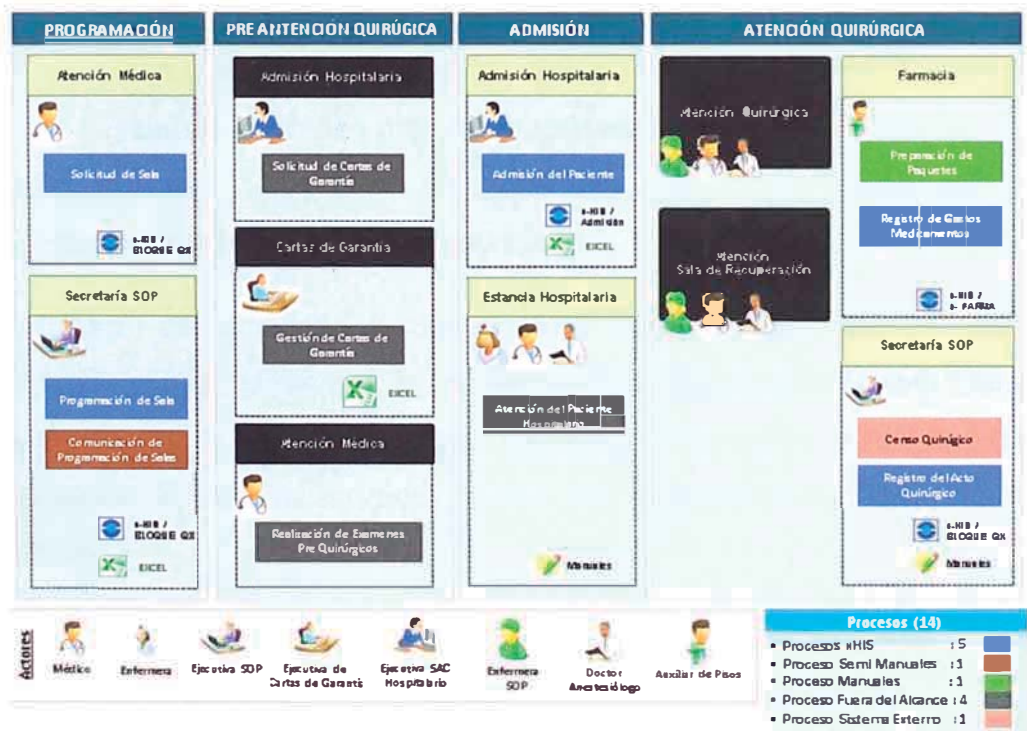 PROGRAMACIÓN
Atención Médica
Solicitud de Sala
x-HIS /
BLOQUE QX
Secretaría SOP
Programación de Sala
Comunicación de
Programación de Salas
x-HIS /
BLOQUE QX
EXCEL
PRE ANTENCIÓN QUIRÚGICA
Admisión Hospitalaria
Solicitud de Cartas de
Garantía
Cartas de Garantía
Gestión de Cartas de
Garantía
EXCEL
Atención Médica
Realización de Examenes
Pre Quirúrgicos
ADMISIÓN
Admisión Hospitalaria
Admisión del Paciente
x-HIS /
Admisión
EXCEL
Estancia Hospitalaria
Atención del Paciente
Hospitalario
Manuales
ATENCIÓN QUIRÚRGICA
Atención Quirúrgica
Atención
Sala de Recuperación
Farmacia
Preparación de
Paquetes
Registro de Gastos
Medicamentos
x-HIS /
x- FARMA
Secretaría SOP
Censo Quirúgico
Registro del Acto
Quirúrgico
x-HIS /
BLOQUE QX
Manuales
Actores
Médico
Enfermera
Ejecutiva SOP
Ejecutiva de
Cartas de Garantía
Ejecutiva SAC
Hospitalario
Enfermera
SOP
Doctor
Anestesiólogo
Auxiliar de Pisos
Procesos (14)
• Procesos xHIS : 5
• Proceso Semi Manuales : 1
• Proceso Manuales : 1
• Proceso Fuera del Alcance : 4
• Proceso Sistema Externo : 1